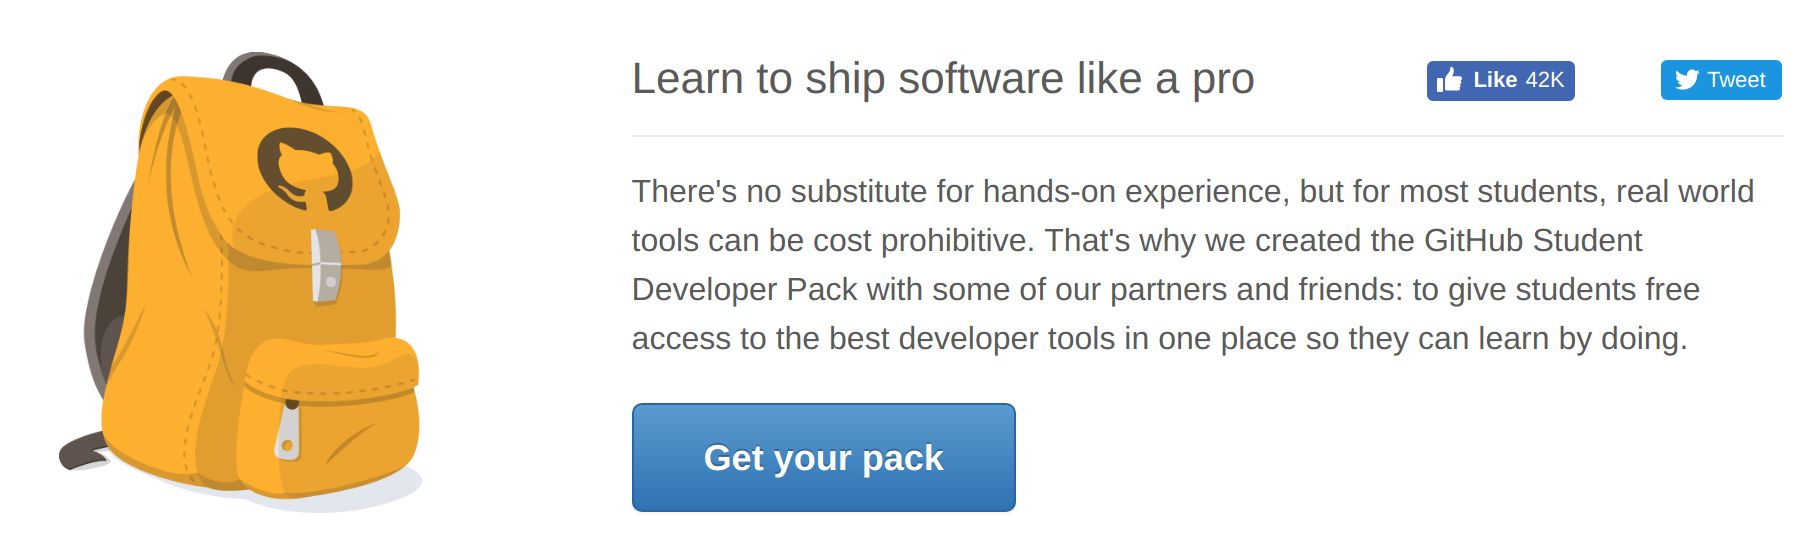 Learn to ship software like a pro
Like 42K
Tweet
There's no substitute for hands-on experience, but for most students, real world
tools can be cost prohibitive. That's why we created the GitHub Student
Developer Pack with some of our partners and friends: to give students free
access to the best developer tools in one place so they can learn by doing.
Get your pack